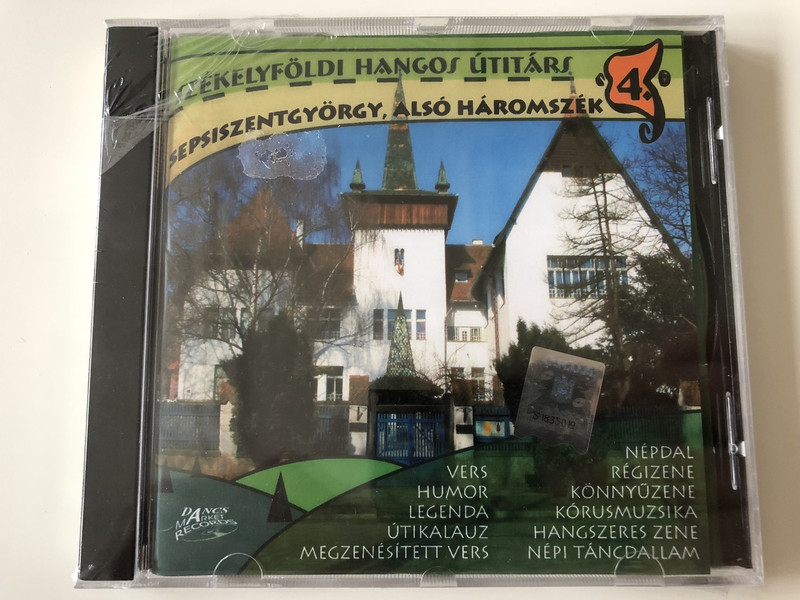 SZÉKELYFÖLDI HANGOS ÚTITÁRS
4.
SEPSISZENTGYÖRGY, ALSÓ HÁROMSZÉK
VERS
HUMOR
LEGENDA
ÚTIKALAUZ
MEGZENÉSÍTETT VERS
NÉPDAL
RÉGIZENE
KÖNNYŰZENE
KÓRUSMUZSIKA
HANGSZERES ZENE
NÉPI TÁNCDALLAM
DANCS
MARKET
RECORDS